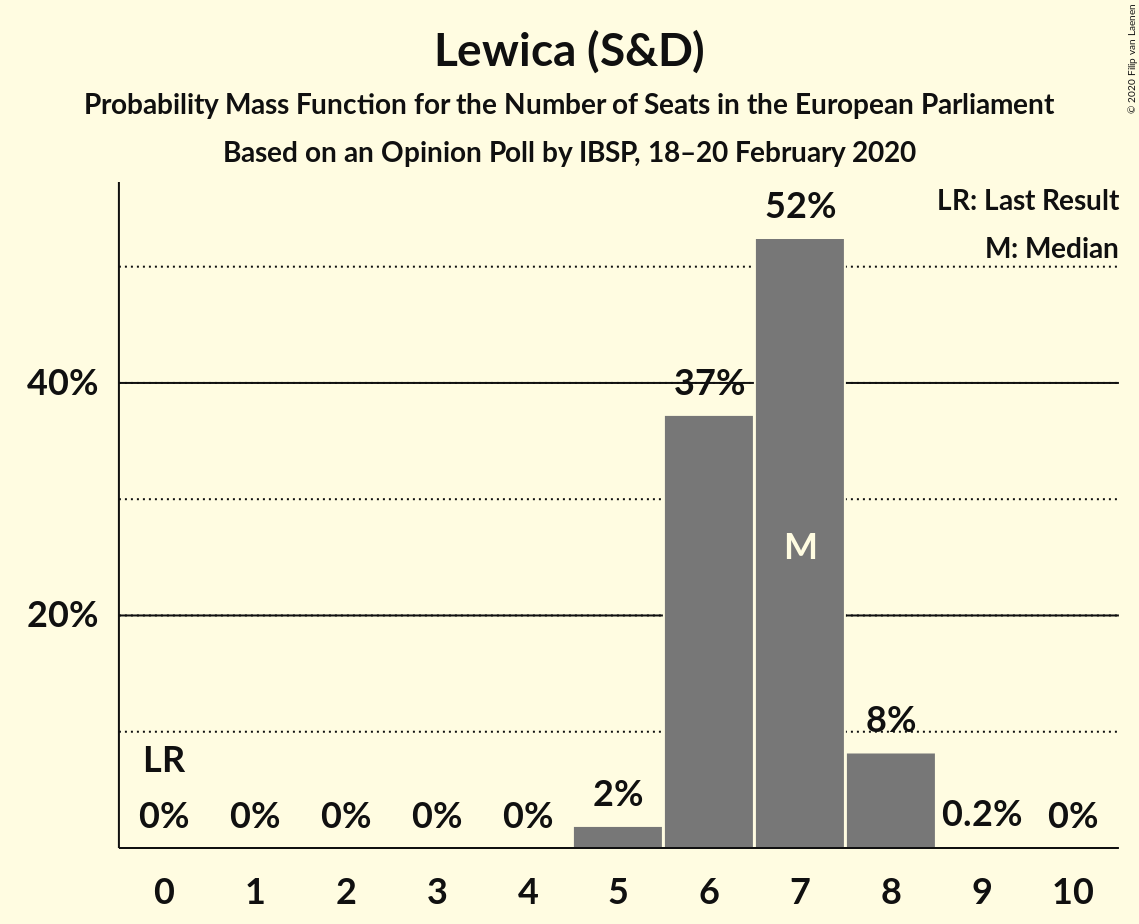 Lewica (S&D)
Probability Mass Function for the Number of Seats in the European Parliament
Based on an Opinion Poll by IBSP, 18–20 February 2020
© 2020 Filip van Laenen
LR: Last Result
M: Median
52%
40%
37%
M
20%
8%
LR
2%
0%
0%
0%
0%
0%
0.2%
0%
0 1 2 3 4 5 6 7 8 9 10